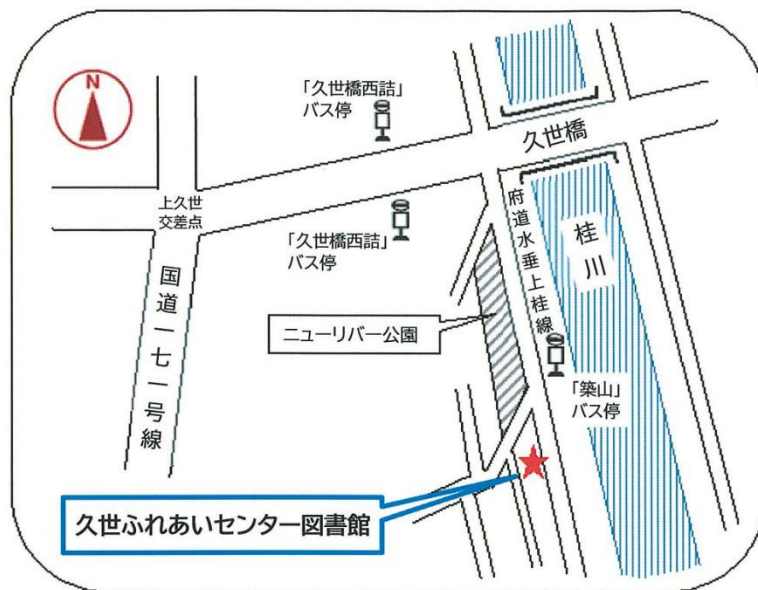 N
「久世橋西詰」
バス停
久世橋
上久世
交差点
「久世橋西詰」
バス停
府道水垂上桂線
桂川
国道一七一号線
ニューリバー公園
「築山」
バス停
久世ふれあいセンター図書館